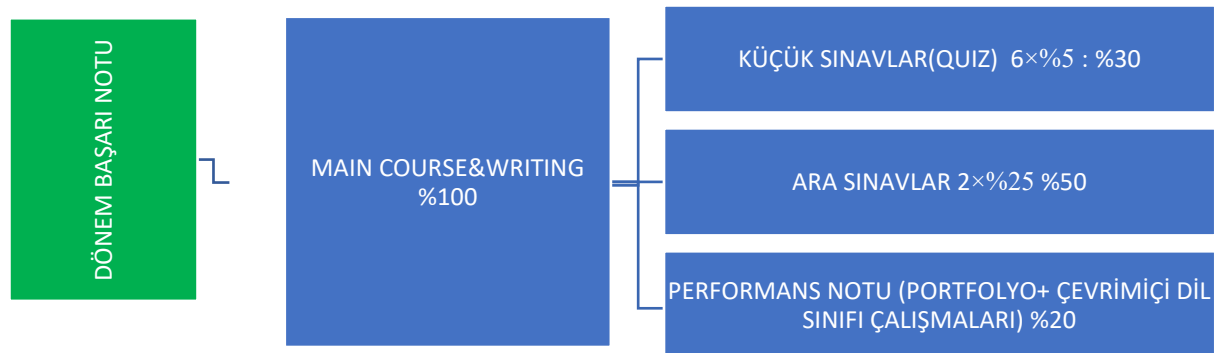 DÖNEM BAŞARI NOTU
MAIN COURSE&WRITING
%100
KÜÇÜK SINAVLAR(QUIZ) 6×%5 : %30
ARA SINAVLAR 2×%25 %50
PERFORMANS NOTU (PORTFOLYO+ ÇEVRİMİÇİ DİL
SINIFI ÇALIŞMALARI) %20